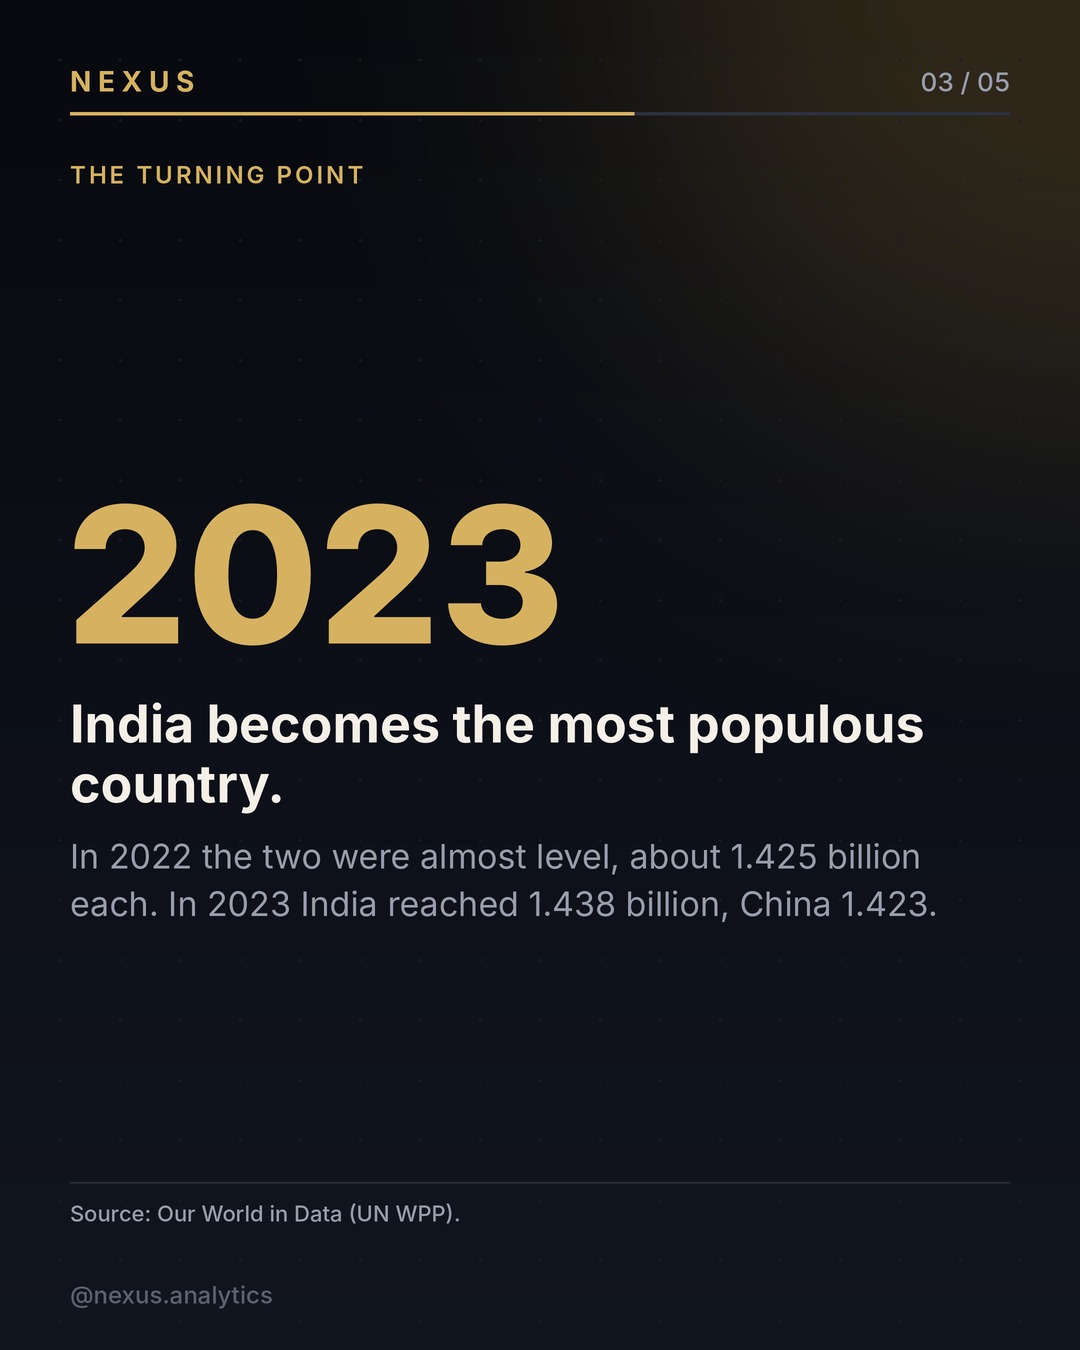 NEXUS
03 / 05
THE TURNING POINT
2023
India becomes the most populous
country.
In 2022 the two were almost level, about 1.425 billion
each. In 2023 India reached 1.438 billion, China 1.423.
Source: Our World in Data (UN WPP).
@nexus.analytics